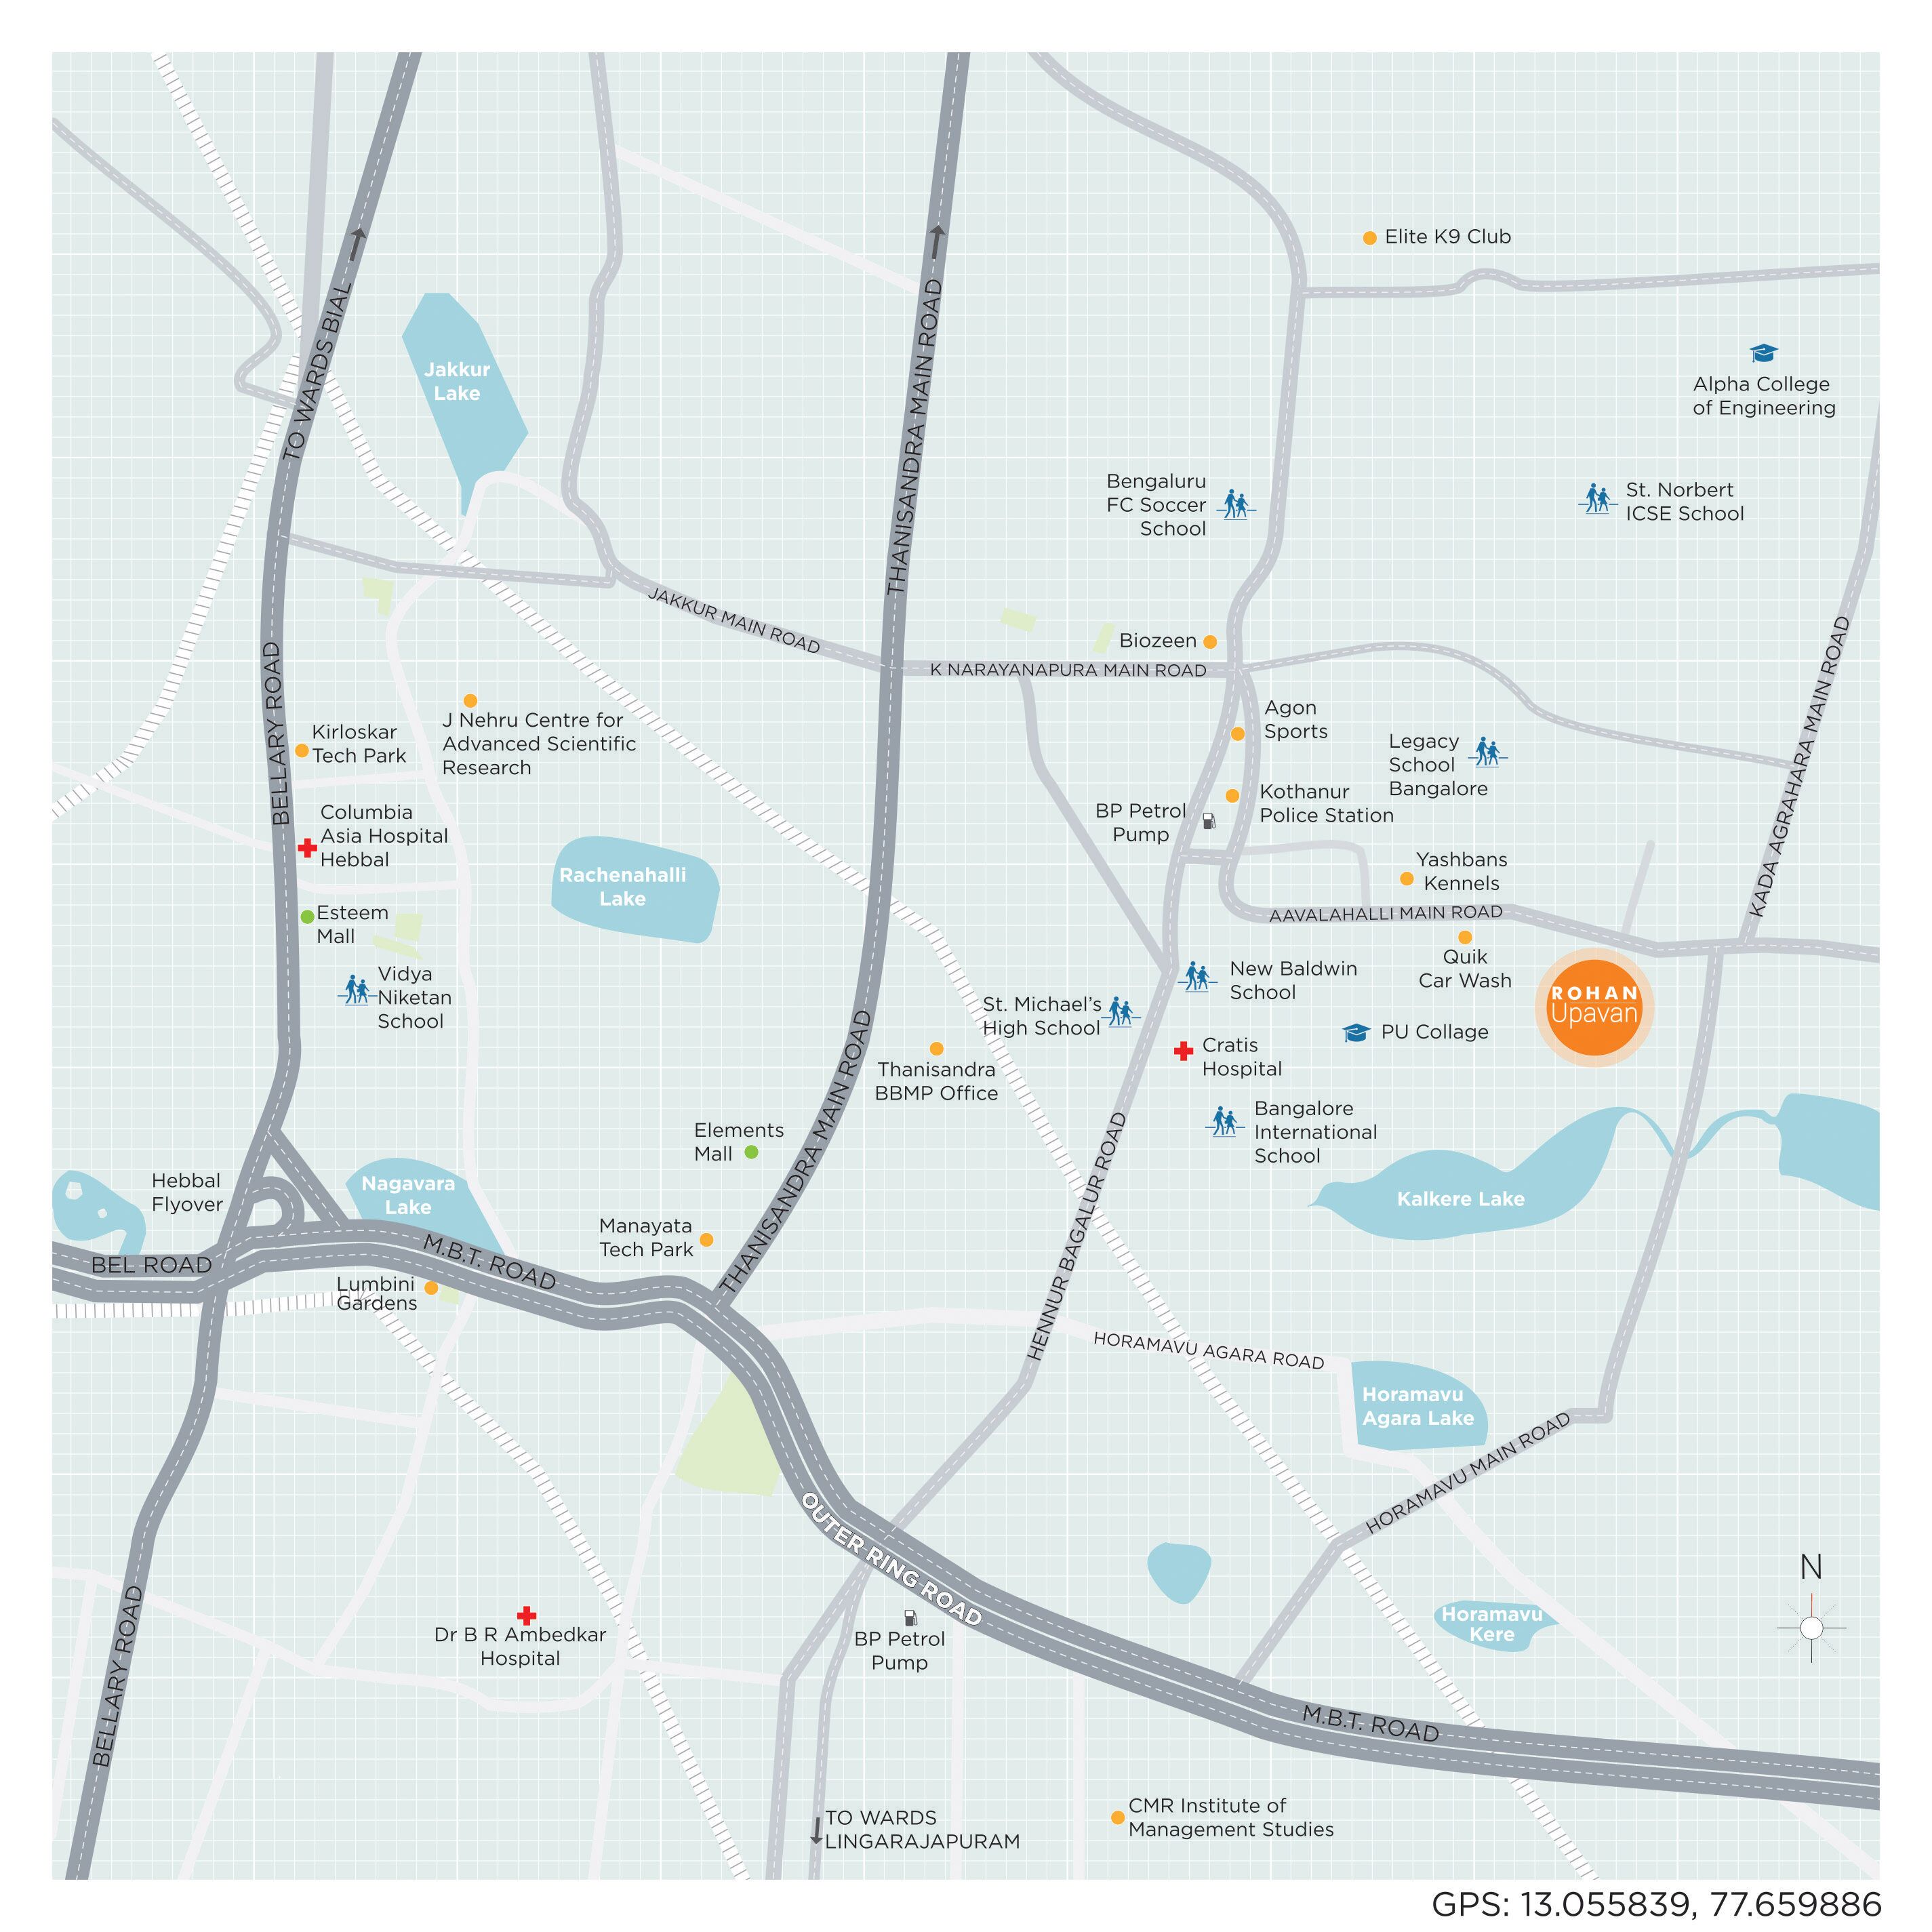 Elite K9 Club
TO WARDS BIAL
THANISANDRA MAIN ROAD
Jakkur
Lake
Alpha College
of Engineering
Bengaluru
FC Soccer
School
St. Norbert
ICSE School
JAKKUR MAIN ROAD
Biozeen
K NARAYANAPURA MAIN ROAD
KADA AGRAHARA MAIN ROAD
BELLARY ROAD
Kirloskar
Tech Park
J Nehru Centre for
Advanced Scientific
Research
Agon
Sports
Legacy
School
Bangalore
Kothanur
Police Station
BP Petrol
Pump
Columbia
Asia Hospital
Hebbal
Rachenahalli
Lake
Yashbans
Kennels
AAVALAHALLI MAIN ROAD
Esteem
Mall
Quik
Car Wash
Vidya
Niketan
School
New Baldwin
School
St. Michael's
High School
ROHAN
Upavan
PU Collage
Cratis
Hospital
Thanisandra
BBMP Office
THANISANDRA MAIN ROAD
Bangalore
International
School
Elements
Mall
HENNUR BAGALUR ROAD
Kalkere Lake
Hebbal
Flyover
Nagavara
Lake
Manayata
Tech Park
BEL ROAD
M.B.T. ROAD
Lumbini
Gardens
HORAMAVU AGARA ROAD
Horamavu
Agara Lake
HORAMAVU MAIN ROAD
OUTER RING ROAD
N
Horamavu
Kere
BELLARY ROAD
Dr B R Ambedkar
Hospital
BP Petrol
Pump
M.B.T. ROAD
TO WARDS
LINGARAJAPURAM
CMR Institute of
Management Studies
GPS: 13.055839, 77.659886